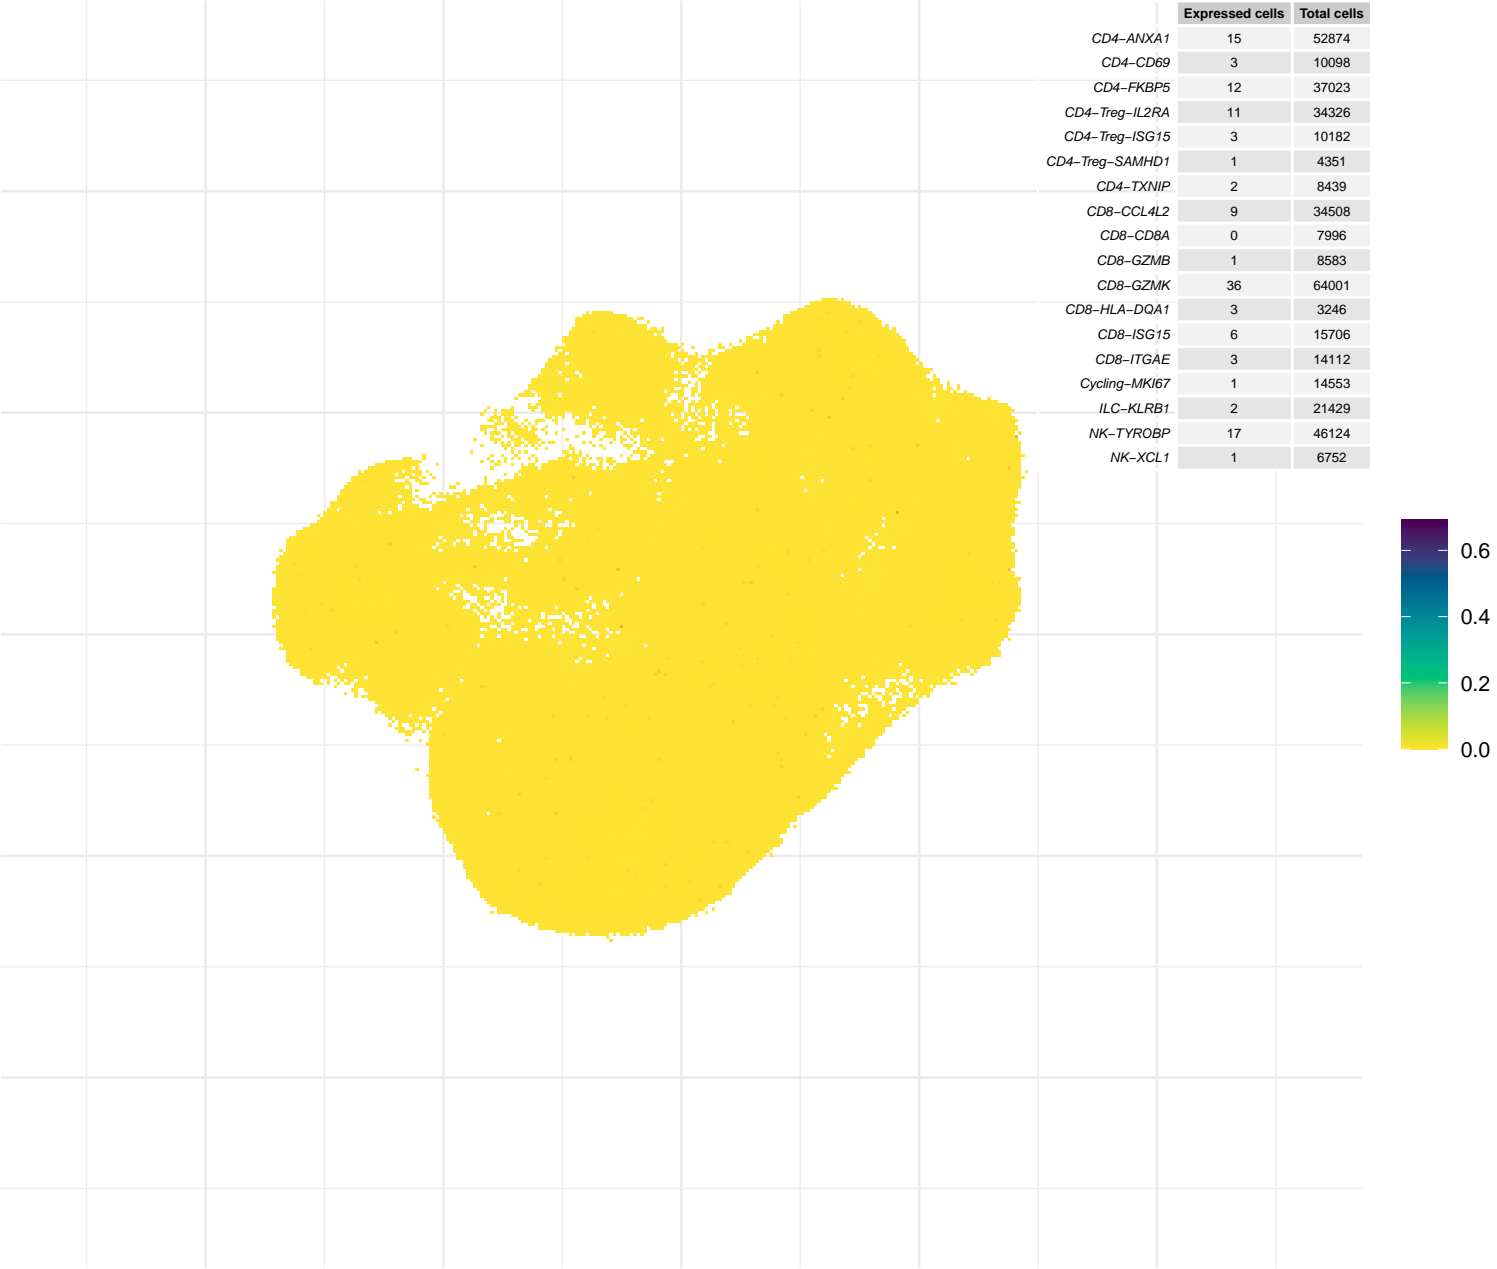 Expressed cells Total cells
CD4−ANXA1 15 52874
CD4−CD69 3 10098
CD4−FKBP5 12 37023
CD4−Treg−IL2RA 11 34326
CD4−Treg−ISG15 3 10182
CD4−Treg−SAMHD1 1 4351
CD4−TXNIP 2 8439
CD8−CCL4L2 9 34508
CD8−CD8A 0 7996
CD8−GZMB 1 8583
CD8−GZMK 36 64001
CD8−HLA−DQA1 3 3246
CD8−ISG15 6 15706
CD8−ITGAE 3 14112
Cycling−MKI67 1 14553
ILC−KLRB1 2 21429
NK−TYROBP 17 46124
NK−XCL1 1 6752
0.6
0.4
0.2
0.0